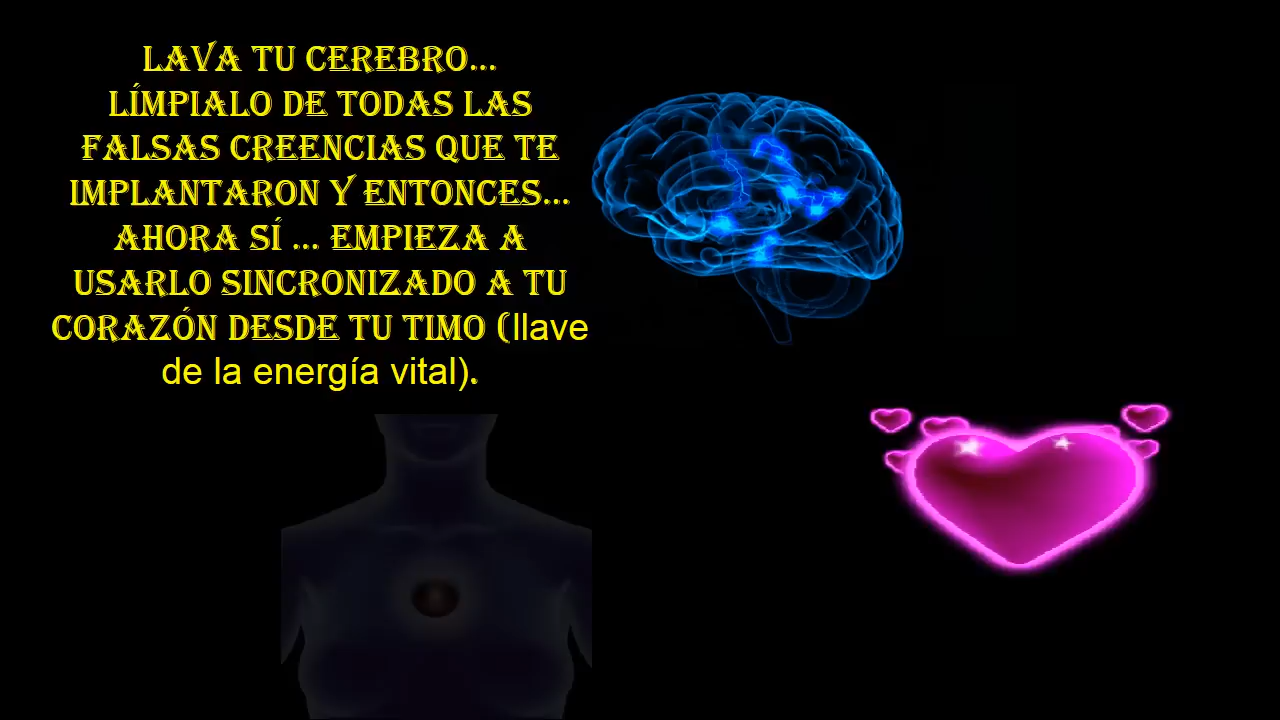 LAVA TU CEREBRO...
LÍMPIALO DE TODAS LAS
FALSAS CREENCIAS QUE TE
IMPLANTARON Y ENTONCES...
AHORA SÍ ... EMPIEZA A
USARLO SINCRONIZADO A TU
CORAZÓN DESDE TU TIMO (llave
de la energía vital).